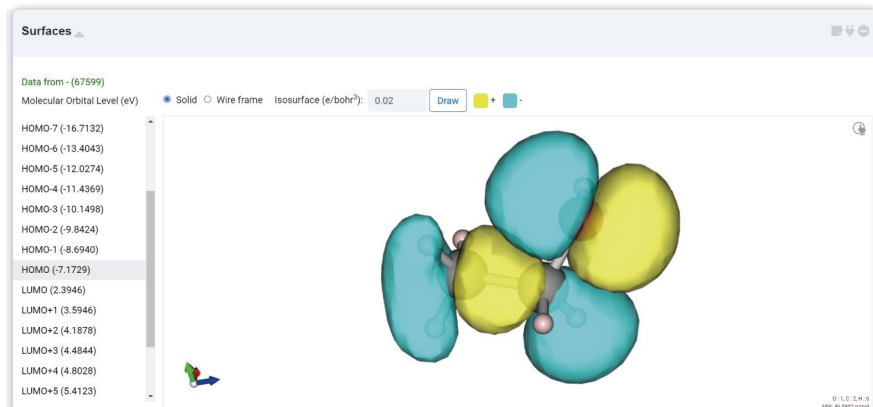 Surfaces
Data from - (67599)
Molecular Orbital Level (eV) Solid Wire frame Isosurface (e/bohr³): 0.02 Draw + -
HOMO-7 (-16.7132)
HOMO-6 (-13.4043)
HOMO-5 (-12.0274)
HOMO-4 (-11.4369)
HOMO-3 (-10.1498)
HOMO-2 (-9.8424)
HOMO-1 (-8.6940)
HOMO (-7.1729)
LUMO (2.3946)
LUMO+1 (3.5946)
LUMO+2 (4.1878)
LUMO+3 (4.4844)
LUMO+4 (4.8028)
LUMO+5 (5.4123)
O : 1, C : 2, H : 6